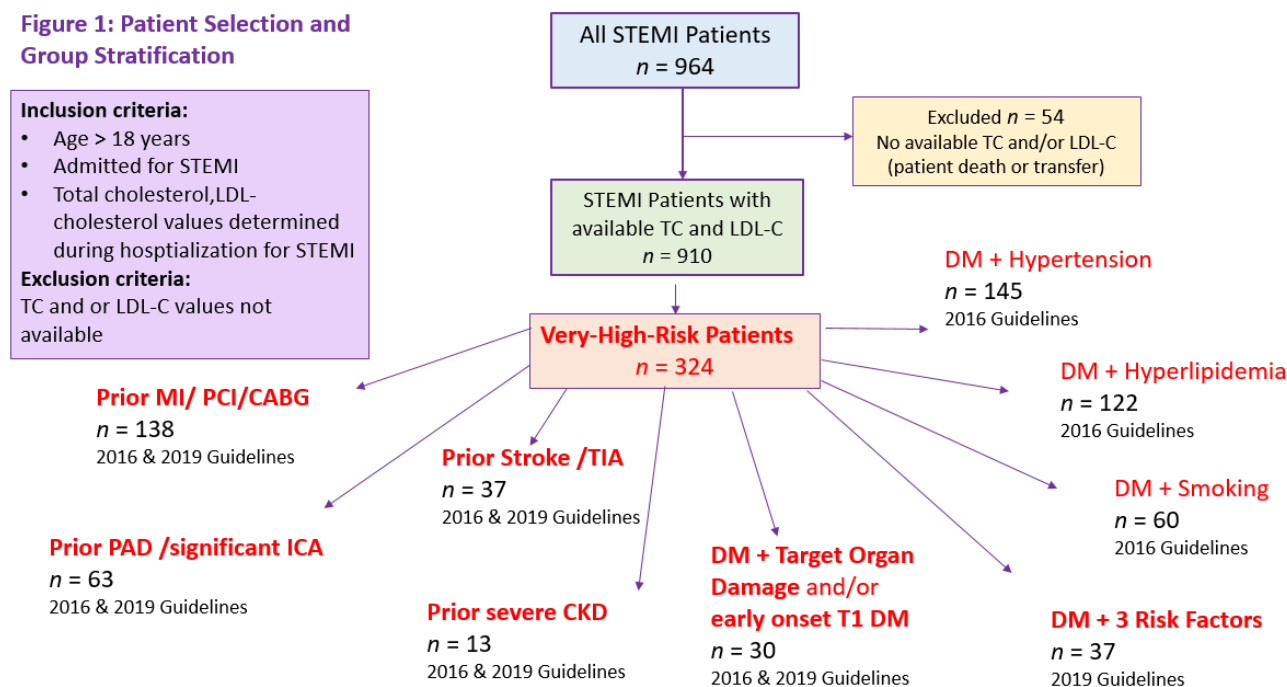 Figure 1: Patient Selection and
Group Stratification
Inclusion criteria:
• Age > 18 years
• Admitted for STEMI
• Total cholesterol,LDL-
cholesterol values determined
during hosptialization for STEMI
Exclusion criteria:
TC and or LDL-C values not
available
All STEMI Patients
n = 964
Excluded n = 54
No available TC and/or LDL-C
(patient death or transfer)
STEMI Patients with
available TC and LDL-C
n = 910
Very-High-Risk Patients
n = 324
Prior MI/ PCI/CABG
n = 138
2016 & 2019 Guidelines
Prior PAD /significant ICA
n = 63
2016 & 2019 Guidelines
Prior Stroke /TIA
n = 37
2016 & 2019 Guidelines
Prior severe CKD
n = 13
2016 & 2019 Guidelines
DM + Target Organ
Damage and/or
early onset T1 DM
n = 30
2016 & 2019 Guidelines
DM + 3 Risk Factors
n = 37
2019 Guidelines
DM + Smoking
n = 60
2016 Guidelines
DM + Hyperlipidemia
n = 122
2016 Guidelines
DM + Hypertension
n = 145
2016 Guidelines